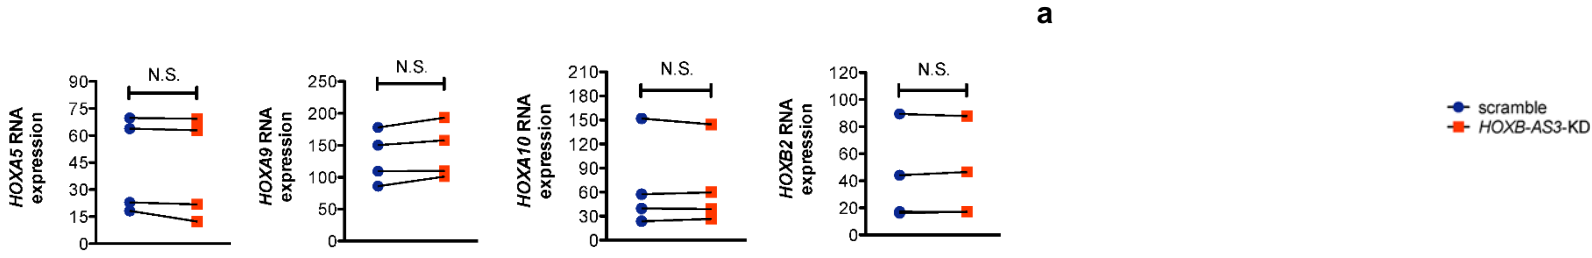 a
N.S.
90
75
60
45
30
15
0
HOXA5 RNA
expression
N.S.
250
200
150
100
50
0
HOXA9 RNA
expression
N.S.
210
180
150
120
90
60
30
0
HOXA10 RNA
expression
N.S.
120
100
80
60
40
20
0
HOXB2 RNA
expression
scramble
HOXB-AS3-KD